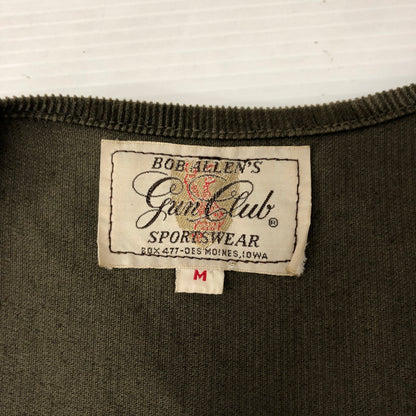 BOB ALLEN'S
Gun Club®
SPORTSWEAR
BOX 477-DES MOINES, IOWA
M